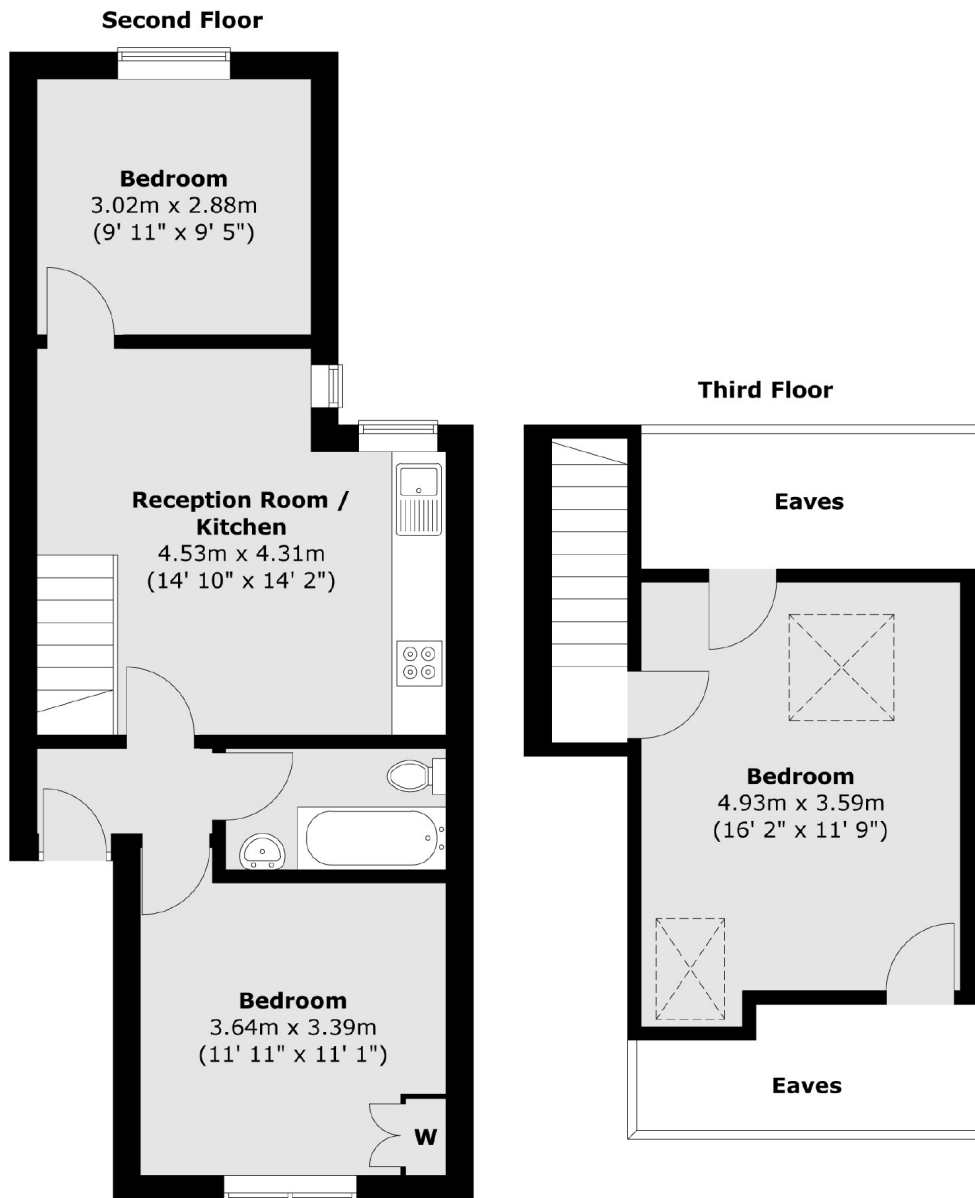 Second Floor
Bedroom
3.02m x 2.88m
(9' 11" x 9' 5")
Reception Room /
Kitchen
4.53m x 4.31m
(14' 10" x 14' 2")
Bedroom
3.64m x 3.39m
(11' 11" x 11' 1")
W
Third Floor
Eaves
Bedroom
4.93m x 3.59m
(16' 2" x 11' 9")
Eaves